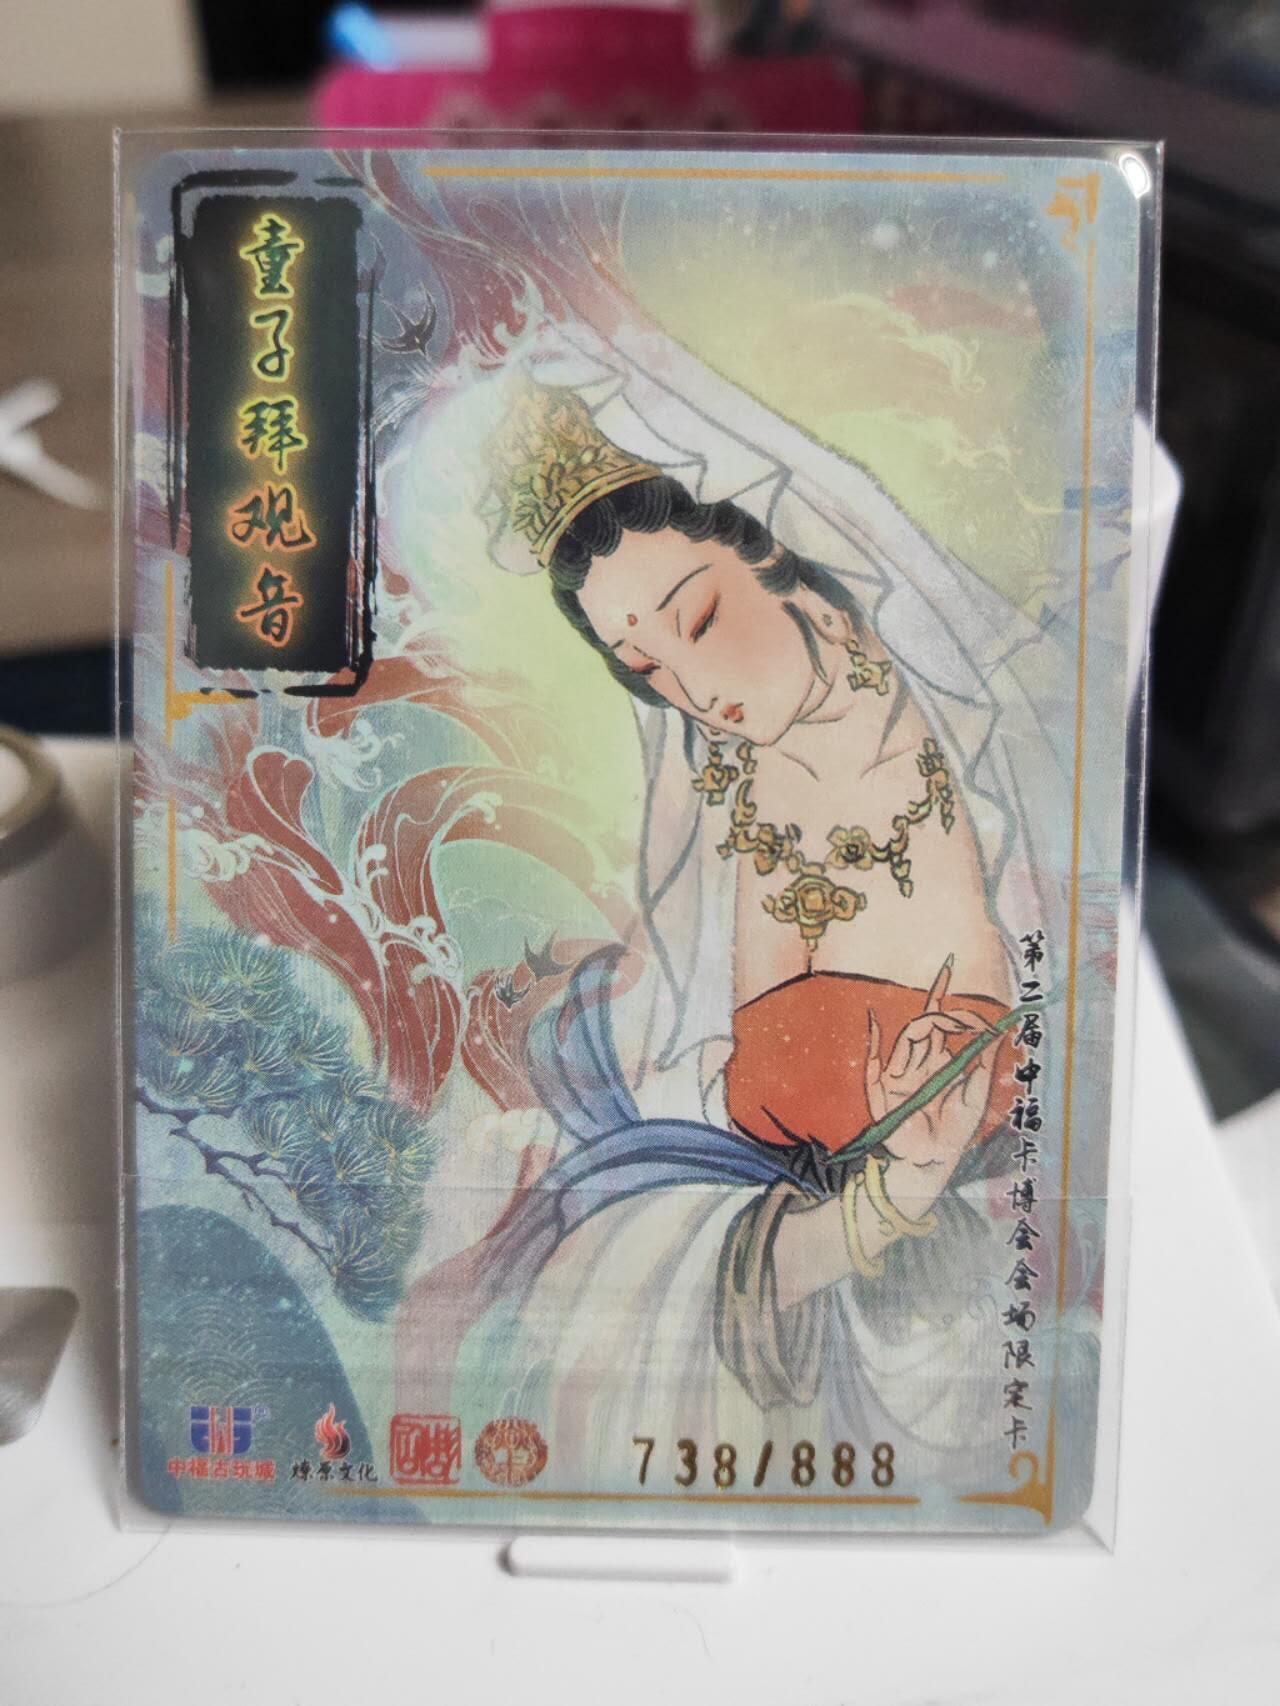 童子拜观音
第二届中福卡博会会场限定卡
中福古玩城
燎原文化
738/888